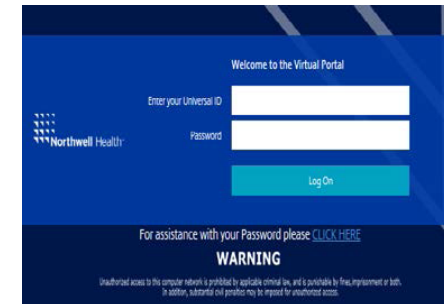 Welcome to the Virtual Portal
Enter your Universal ID
Northwell Health
Password
Log On
For assistance with your Password please CLICK HERE
WARNING
Unauthorized access to this computer network is prohibited by applicable criminal law, and is punishable by fines, imprisonment or both.
In addition, substantial civil penalties may be imposed for unauthorized access.